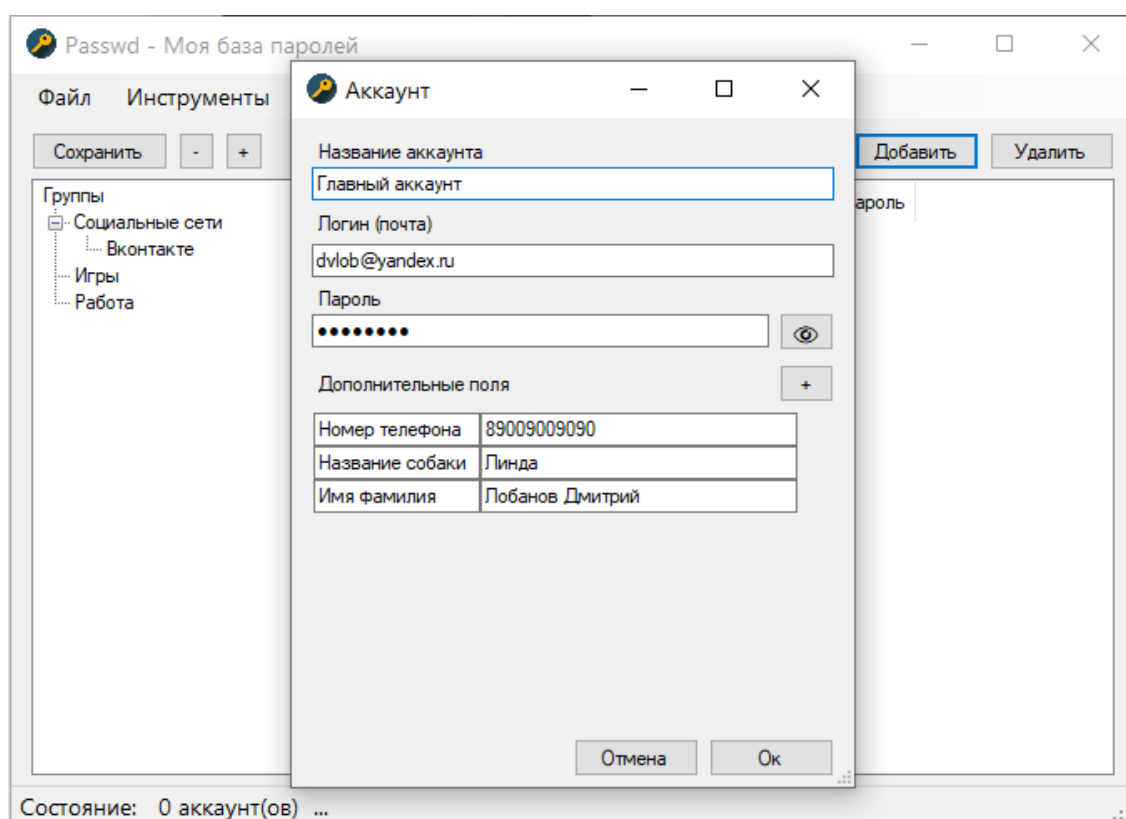 Passwd - Моя база паролей
Файл Инструменты
Сохранить - + Добавить Удалить
Группы
Социальные сети
Вконтакте
Игры
Работа
ароль
Аккаунт
Название аккаунта
Главный аккаунт
Логин (почта)
dvlob@yandex.ru
Пароль
••••••••
Дополнительные поля +
Номер телефона 89009009090
Название собаки Линда
Имя фамилия Лобанов Дмитрий
Отмена Ок
Состояние: 0 аккаунт(ов) ...